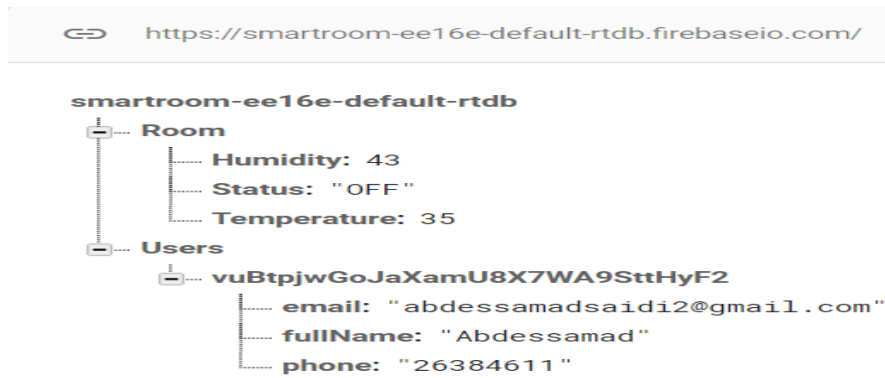 https://smartroom-ee16e-default-rtdb.firebaseio.com/
smartroom-ee16e-default-rtdb
Room
Humidity: 43
Status: "OFF"
Temperature: 35
Users
vuBtpjwGoJaXamU8X7WA9SttHyF2
email: "abdessamadsaidi2@gmail.com"
fullName: "Abdessamad"
phone: "26384611"